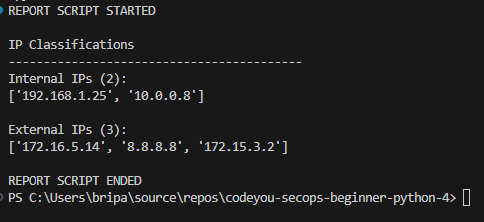 REPORT SCRIPT STARTED
IP Classifications
-----------------------------------------
Internal IPs (2):
['192.168.1.25', '10.0.0.8']
External IPs (3):
['172.16.5.14', '8.8.8.8', '172.15.3.2']
REPORT SCRIPT ENDED
PS C:\Users\bripa\source\repos\codeyou-secops-beginner-python-4>